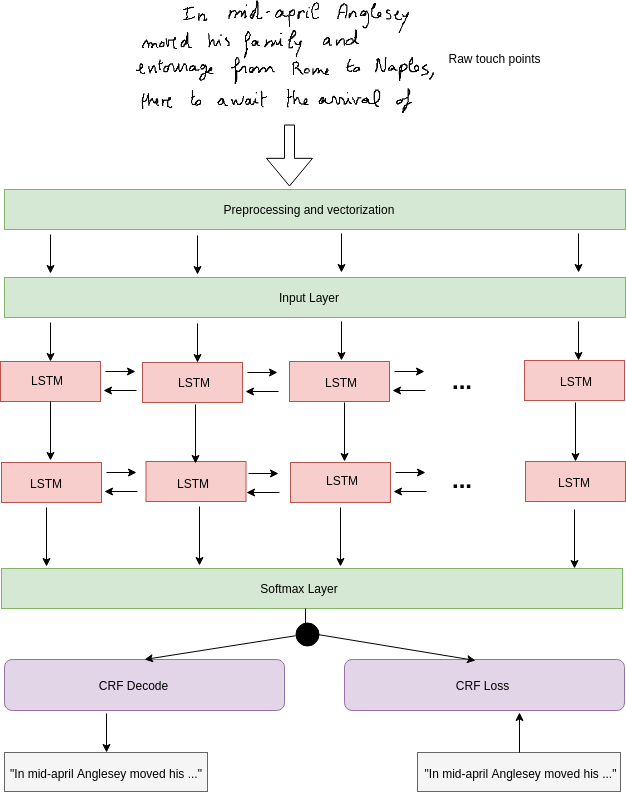 In mid-april Anglesey
moved his family and
entourage from Rome to Naples,
there to await the arrival of
Raw touch points
Preprocessing and vectorization
Input Layer
LSTM LSTM LSTM ... LSTM
LSTM LSTM LSTM ... LSTM
Softmax Layer
CRF Decode CRF Loss
"In mid-april Anglesey moved his ..." "In mid-april Anglesey moved his ..."